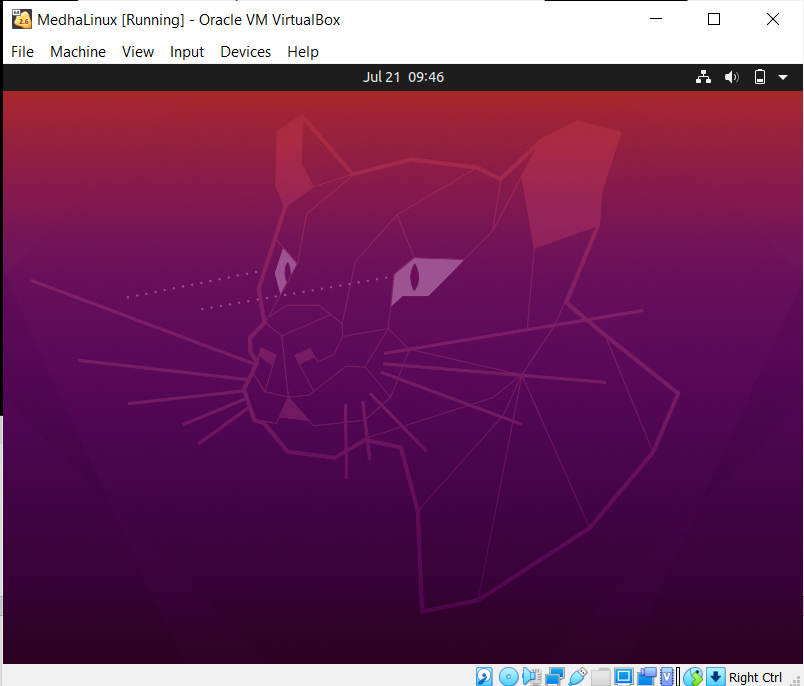 MedhaLinux [Running] - Oracle VM VirtualBox
File Machine View Input Devices Help
Jul 21 09:46
Right Ctrl